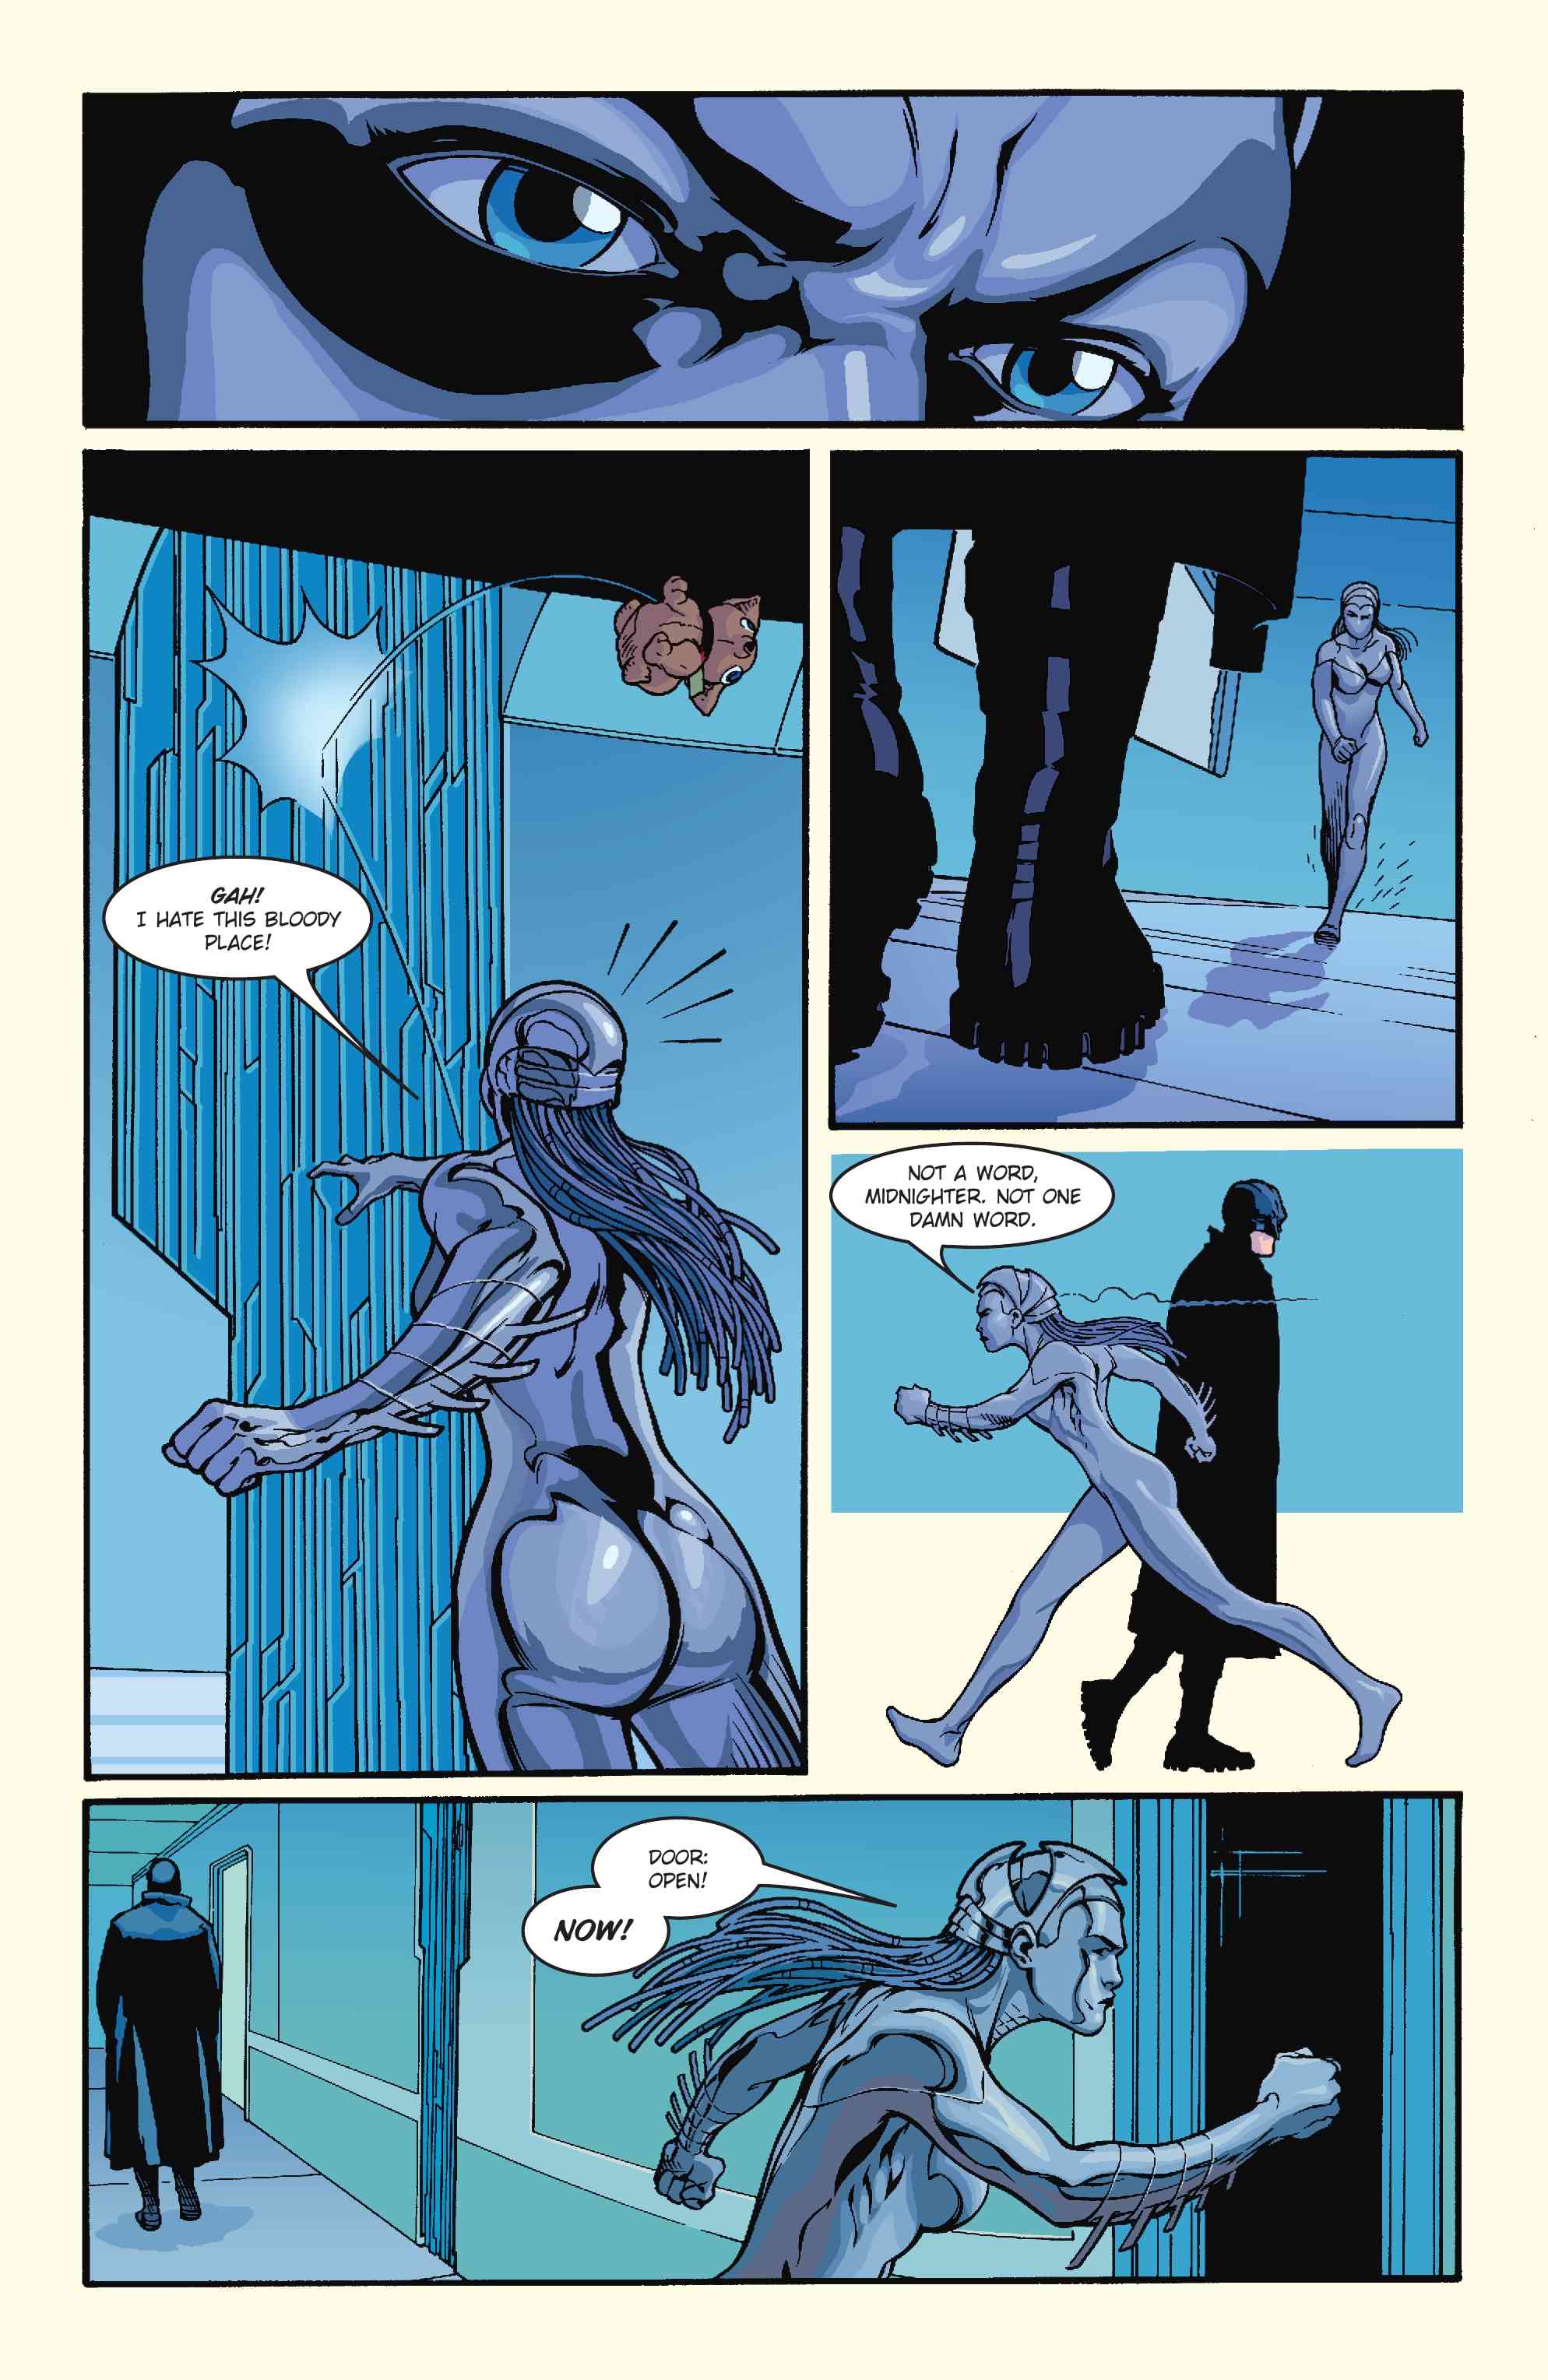 GAH!
I HATE THIS BLOODY
PLACE!
NOT A WORD,
MIDNIGHTER. NOT ONE
DAMN WORD.
DOOR:
OPEN!
NOW!